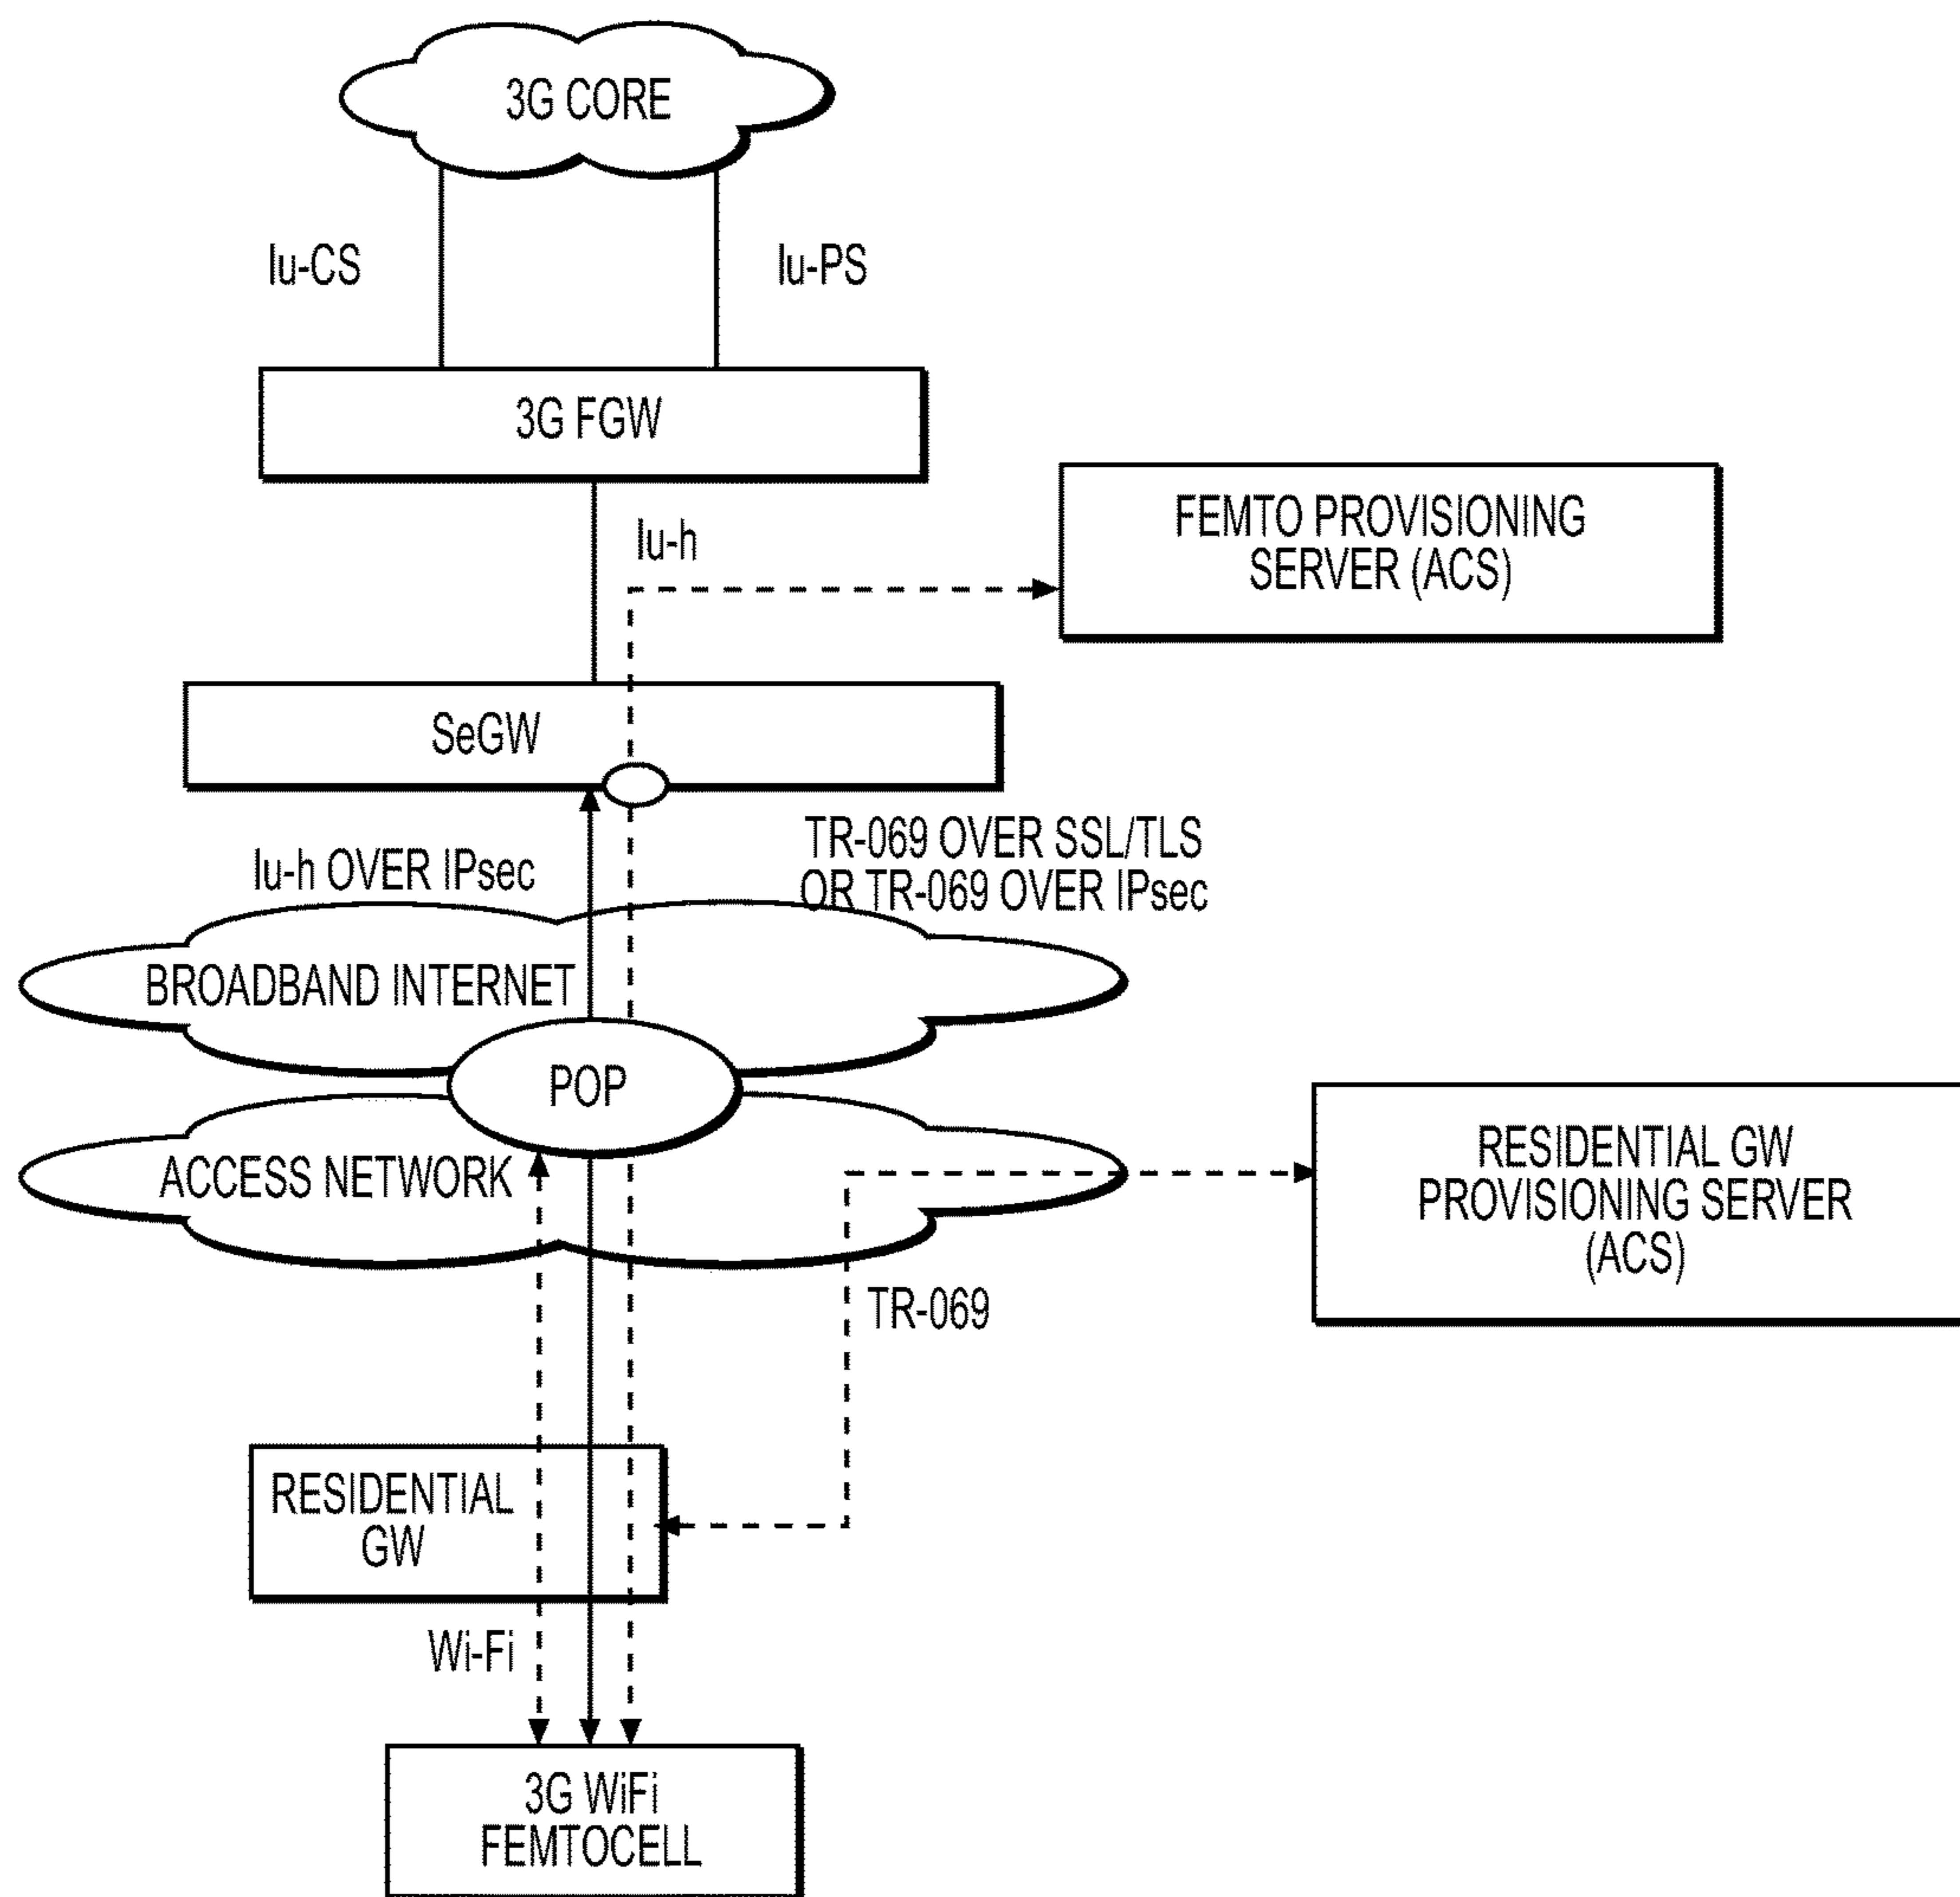 3G CORE
Iu-CS
Iu-PS
3G FGW
Iu-h
FEMTO PROVISIONING
SERVER (ACS)
SeGW
TR-069 OVER SSL/TLS
OR TR-069 OVER IPsec
Iu-h OVER IPsec
BROADBAND INTERNET
POP
ACCESS NETWORK
RESIDENTIAL GW
PROVISIONING SERVER
(ACS)
TR-069
RESIDENTIAL
GW
Wi-Fi
3G WiFi
FEMTOCELL